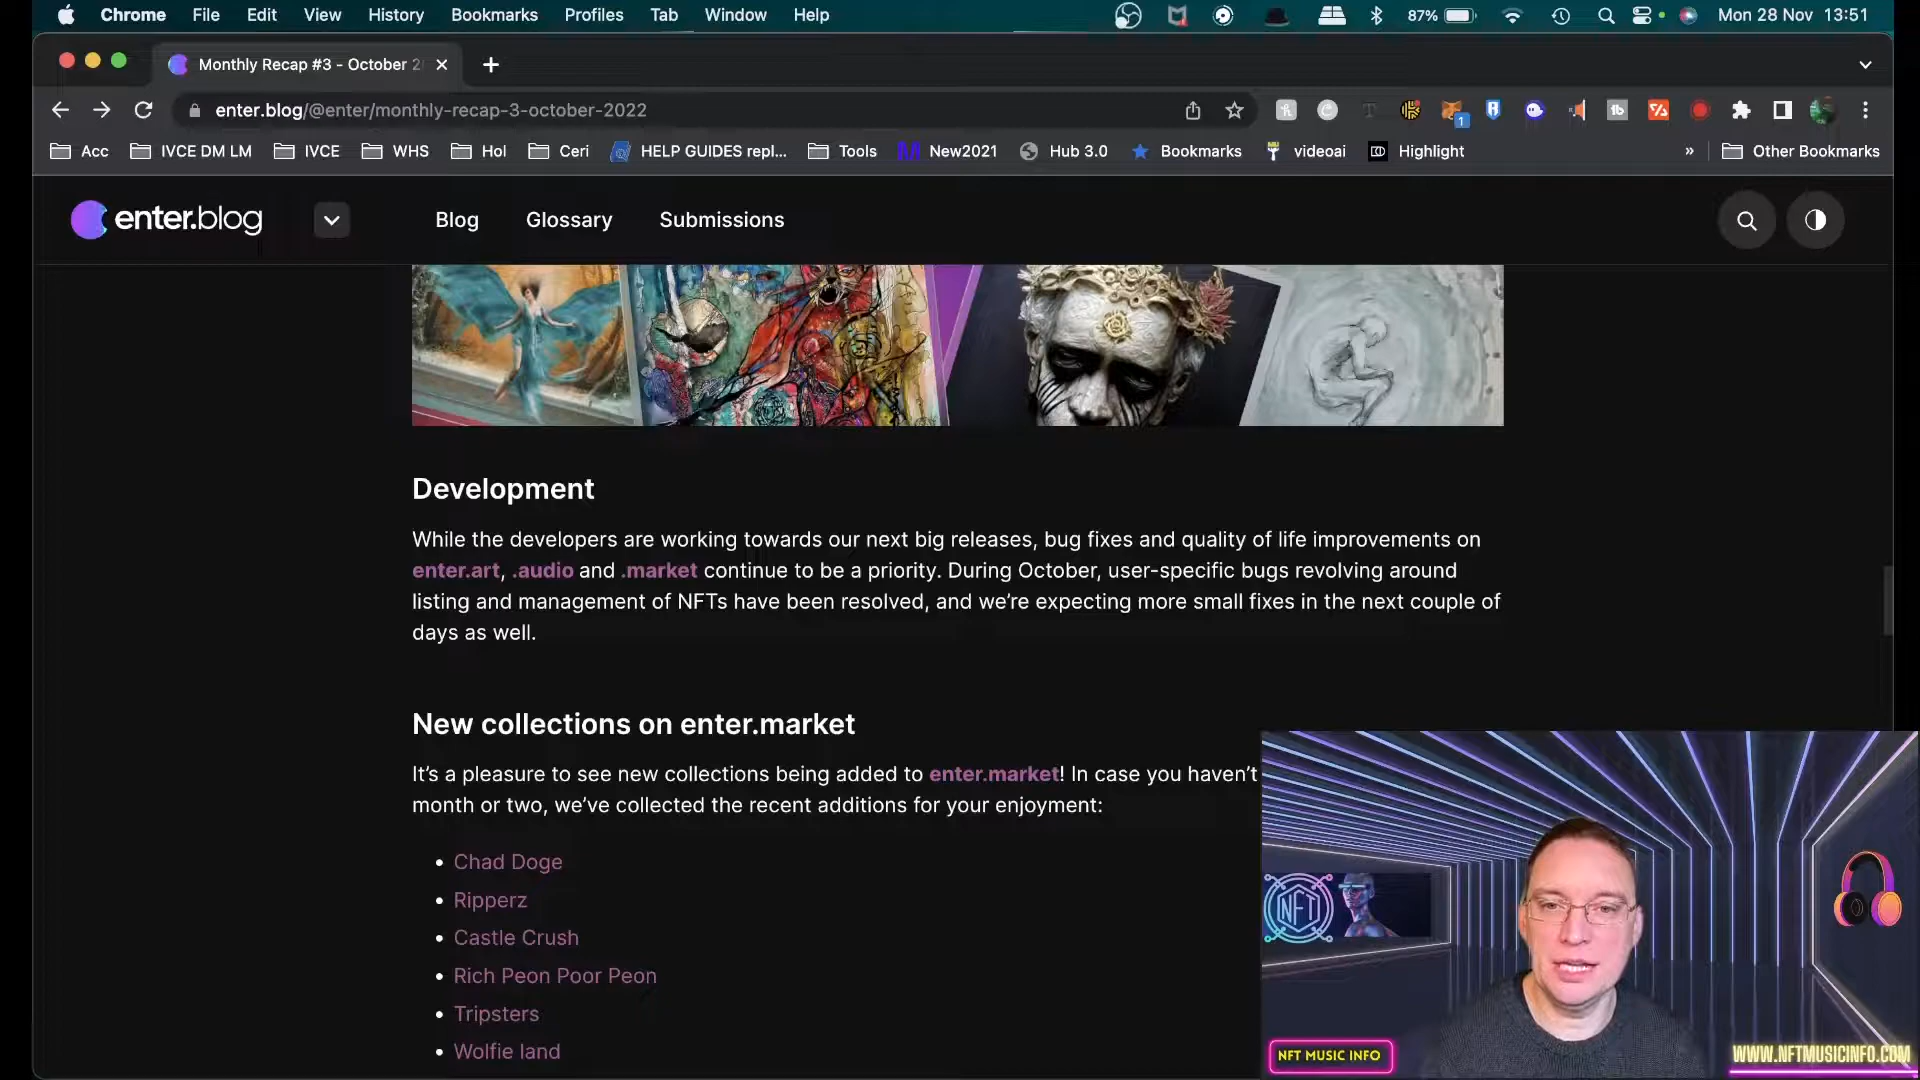 Chrome File Edit View History Bookmarks Profiles Tab Window Help 87% Mon 28 Nov 13:51
Monthly Recap #3 - October 2
enter.blog/@enter/monthly-recap-3-october-2022
1
Acc IVCE DM LM IVCE WHS Hol Ceri HELP GUIDES repl... Tools New2021 Hub 3.0 Bookmarks videoai Highlight » Other Bookmarks
enter.blog Blog Glossary Submissions
Development
While the developers are working towards our next big releases, bug fixes and quality of life improvements on
enter.art, .audio and .market continue to be a priority. During October, user-specific bugs revolving around
listing and management of NFTs have been resolved, and we’re expecting more small fixes in the next couple of
days as well.
New collections on enter.market
It’s a pleasure to see new collections being added to enter.market! In case you haven’t
month or two, we’ve collected the recent additions for your enjoyment:
• Chad Doge
• Ripperz
• Castle Crush
• Rich Peon Poor Peon
• Tripsters
• Wolfie land
NFT
NFT MUSIC INFO
WWW.NFTMUSICINFO.COM